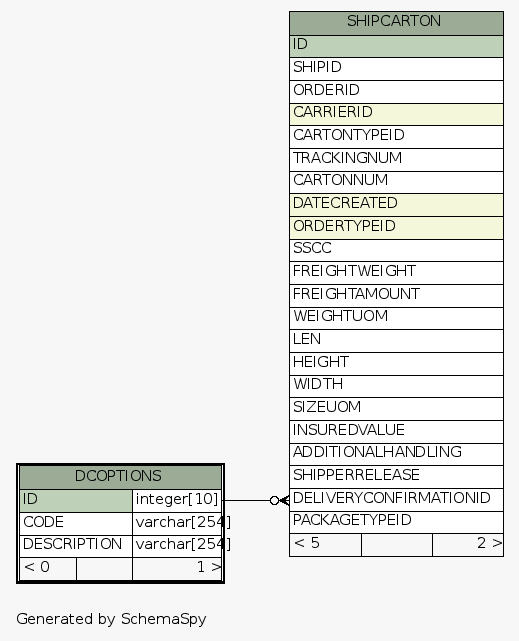 SHIPCARTON
ID
SHIPID
ORDERID
CARRIERID
CARTONTYPEID
TRACKINGNUM
CARTONNUM
DATECREATED
ORDERTYPEID
SSCC
FREIGHTWEIGHT
FREIGHTAMOUNT
WEIGHTUOM
LEN
HEIGHT
WIDTH
SIZEUOM
INSUREDVALUE
ADDITIONALHANDLING
SHIPPERRELEASE
DELIVERYCONFIRMATIONID
PACKAGETYPEID
< 5 2 >
DCOPTIONS
ID integer[10]
CODE varchar[254]
DESCRIPTION varchar[254]
< 0 1 >
Generated by SchemaSpy